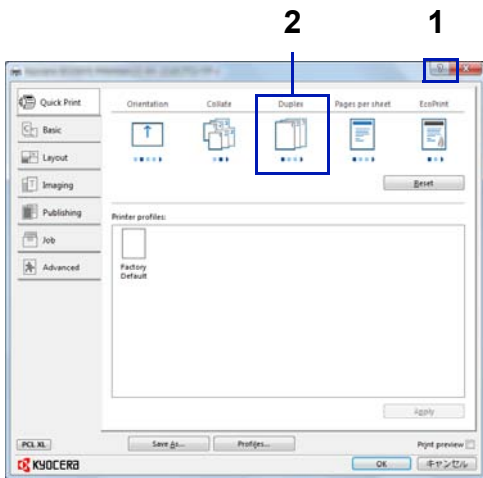 2 1
?
Quick Print
Orientation Collate Duplex Pages per sheet EcoPrint
Basic
Layout
Imaging
Reset
Publishing
Printer profiles:
Job
Advanced
Factory
Default
Apply
PCL XL Save As... Profiles... Print preview
KYOCERA OK キャンセル